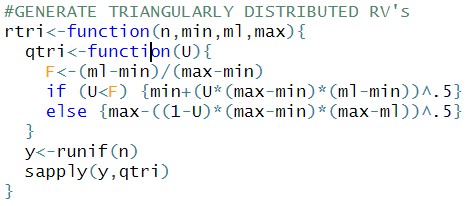 #GENERATE TRIANGULARLY DISTRIBUTED RV's
rtri<-function(n,min,ml,max){
  qtri<-function(U){
    F<-(ml-min)/(max-min)
    if (U<F) {min+(U*(max-min)*(ml-min))^.5}
    else {max-((1-U)*(max-min)*(max-ml))^.5}
  }
  y<-runif(n)
  sapply(y,qtri)
}